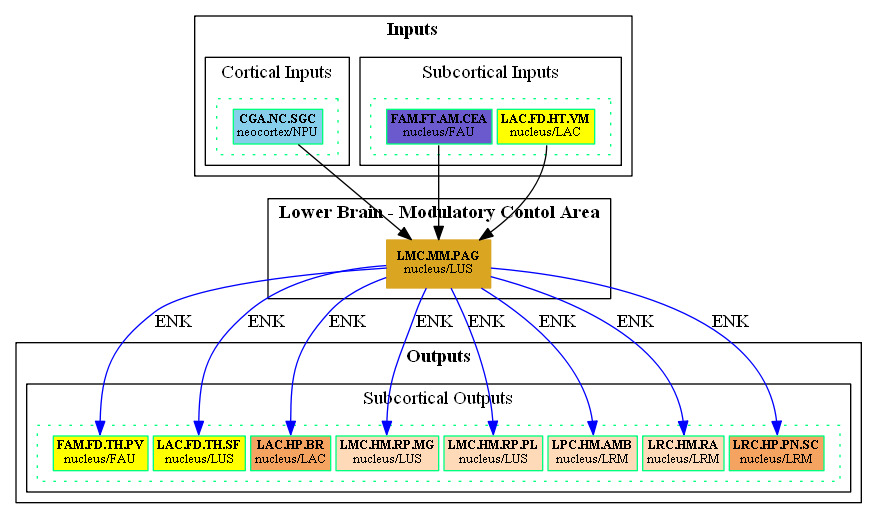 Inputs
Cortical Inputs
Subcortical Inputs
CGA.NC.SGC
neocortex/NPU
FAM.FT.AM.CEA
nucleus/FAU
LAC.FD.HT.VM
nucleus/LAC
Lower Brain - Modulatory Contol Area
LMC.MM.PAG
nucleus/LUS
ENK
ENK
ENK
ENK
ENK
ENK
ENK
ENK
Outputs
Subcortical Outputs
FAM.FD.TH.PV
nucleus/FAU
LAC.FD.TH.SF
nucleus/LUS
LAC.HP.BR
nucleus/LAC
LMC.HM.RP.MG
nucleus/LUS
LMC.HM.RP.PL
nucleus/LUS
LPC.HM.AMB
nucleus/LRM
LRC.HM.RA
nucleus/LRM
LRC.HP.PN.SC
nucleus/LRM